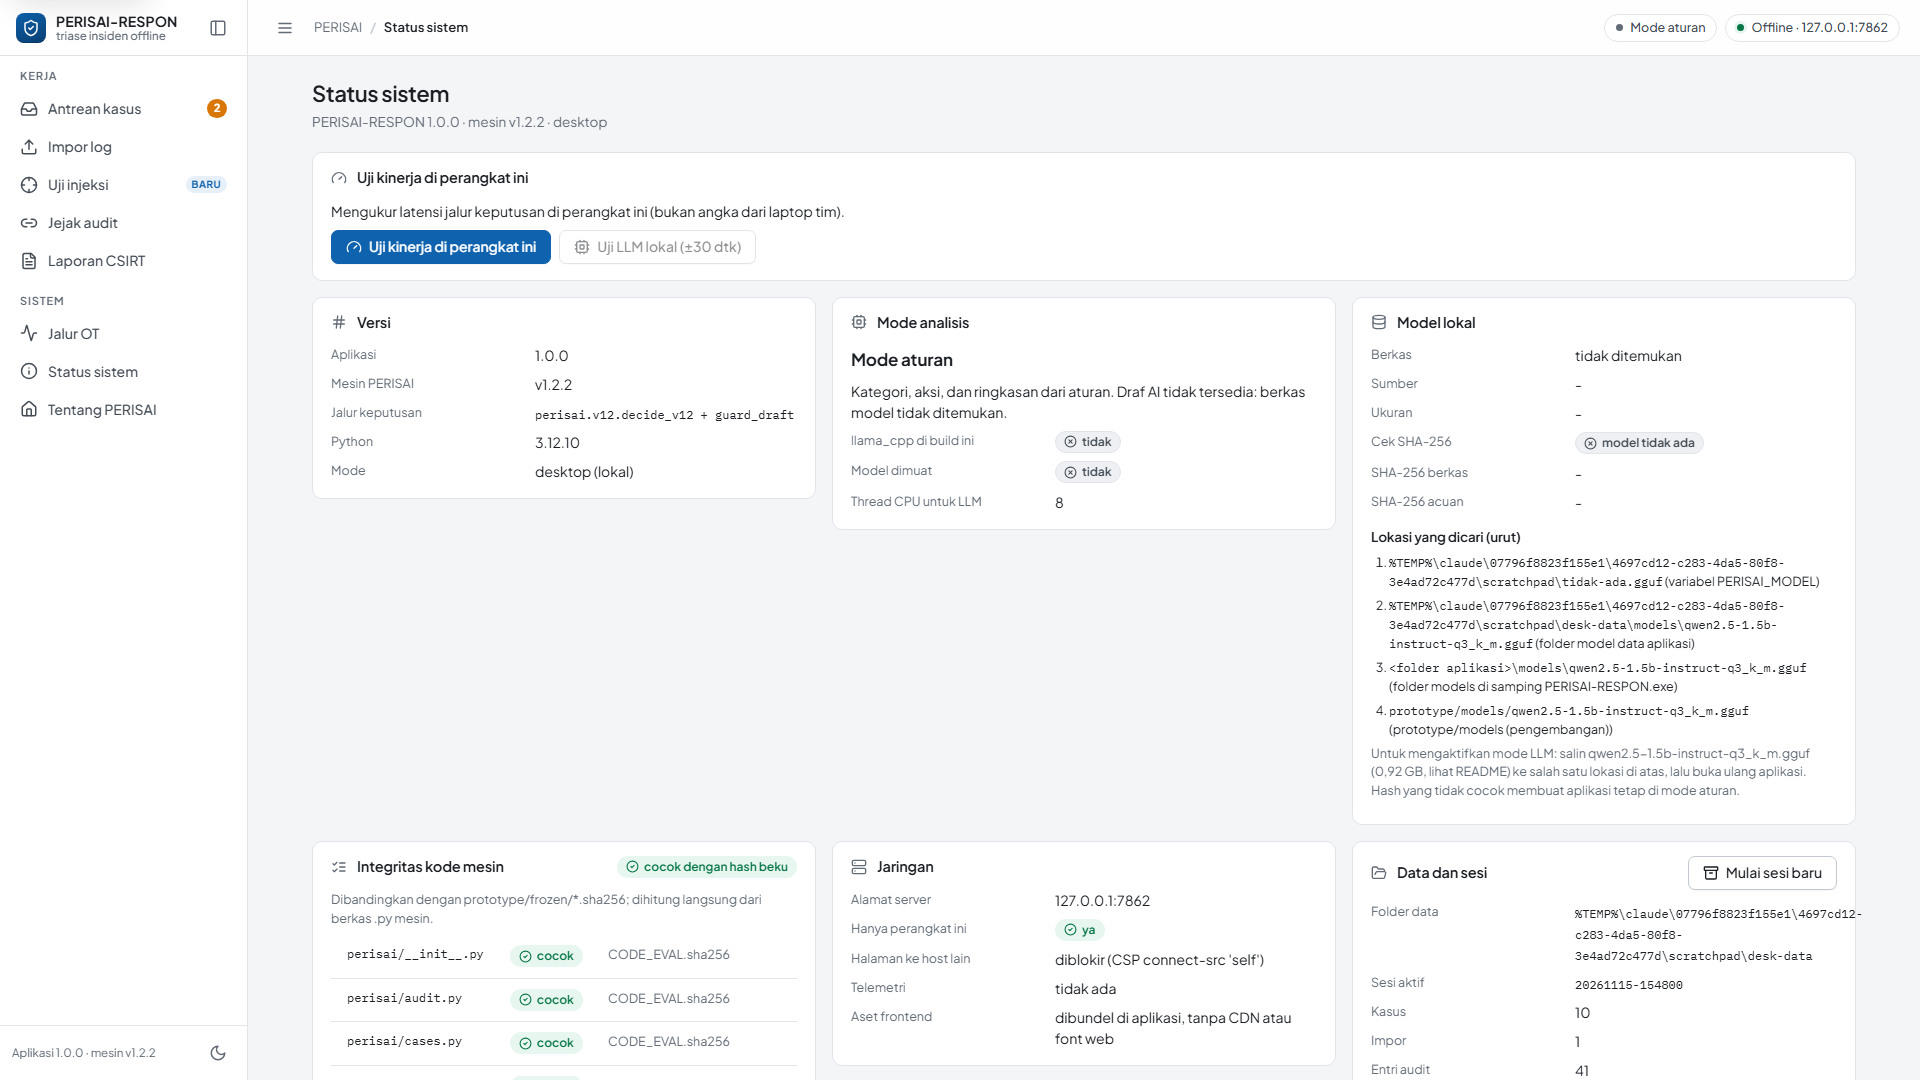 PERISAI-RESPON
triase insiden offline
KERJA
Antrean kasus 2
Impor log
Uji injeksi BARU
Jejak audit
Laporan CSIRT
SISTEM
Jalur OT
Status sistem
Tentang PERISAI
Aplikasi 1.0.0 · mesin v1.2.2
PERISAI / Status sistem
Mode aturan
Offline · 127.0.0.1:7862
Status sistem
PERISAI-RESPON 1.0.0 · mesin v1.2.2 · desktop
Uji kinerja di perangkat ini
Mengukur latensi jalur keputusan di perangkat ini (bukan angka dari laptop tim).
Uji kinerja di perangkat ini
Uji LLM lokal (±30 dtk)
Versi
Aplikasi 1.0.0
Mesin PERISAI v1.2.2
Jalur keputusan perisai.v12.decide_v12 + guard_draft
Python 3.12.10
Mode desktop (lokal)
Mode analisis
Mode aturan
Kategori, aksi, dan ringkasan dari aturan. Draf AI tidak tersedia: berkas
model tidak ditemukan.
llama_cpp di build ini tidak
Model dimuat tidak
Thread CPU untuk LLM 8
Model lokal
Berkas tidak ditemukan
Sumber -
Ukuran -
Cek SHA-256 model tidak ada
SHA-256 berkas -
SHA-256 acuan -
Lokasi yang dicari (urut)
1. %TEMP%\claude\07796f8823f155e1\4697cd12-c283-4da5-80f8-
3e4ad72c477d\scratchpad\tidak-ada.gguf (variabel PERISAI_MODEL)
2. %TEMP%\claude\07796f8823f155e1\4697cd12-c283-4da5-80f8-
3e4ad72c477d\scratchpad\desk-data\models\qwen2.5-1.5b-
instruct-q3_k_m.gguf (folder model data aplikasi)
3. <folder aplikasi>\models\qwen2.5-1.5b-instruct-q3_k_m.gguf
(folder models di samping PERISAI-RESPON.exe)
4. prototype/models/qwen2.5-1.5b-instruct-q3_k_m.gguf
(prototype/models (pengembangan))
Untuk mengaktifkan mode LLM: salin qwen2.5-1.5b-instruct-q3_k_m.gguf
(0,92 GB, lihat README) ke salah satu lokasi di atas, lalu buka ulang aplikasi.
Hash yang tidak cocok membuat aplikasi tetap di mode aturan.
Integritas kode mesin cocok dengan hash beku
Dibandingkan dengan prototype/frozen/*.sha256; dihitung langsung dari
berkas .py mesin.
perisai/__init__.py cocok CODE_EVAL.sha256
perisai/audit.py cocok CODE_EVAL.sha256
perisai/cases.py cocok CODE_EVAL.sha256
Jaringan
Alamat server 127.0.0.1:7862
Hanya perangkat ini ya
Halaman ke host lain diblokir (CSP connect-src 'self')
Telemetri tidak ada
Aset frontend dibundel di aplikasi, tanpa CDN atau
font web
Data dan sesi Mulai sesi baru
Folder data %TEMP%\claude\07796f8823f155e1\4697cd12-
c283-4da5-80f8-
3e4ad72c477d\scratchpad\desk-data
Sesi aktif 20261115-154800
Kasus 10
Impor 1
Entri audit 41